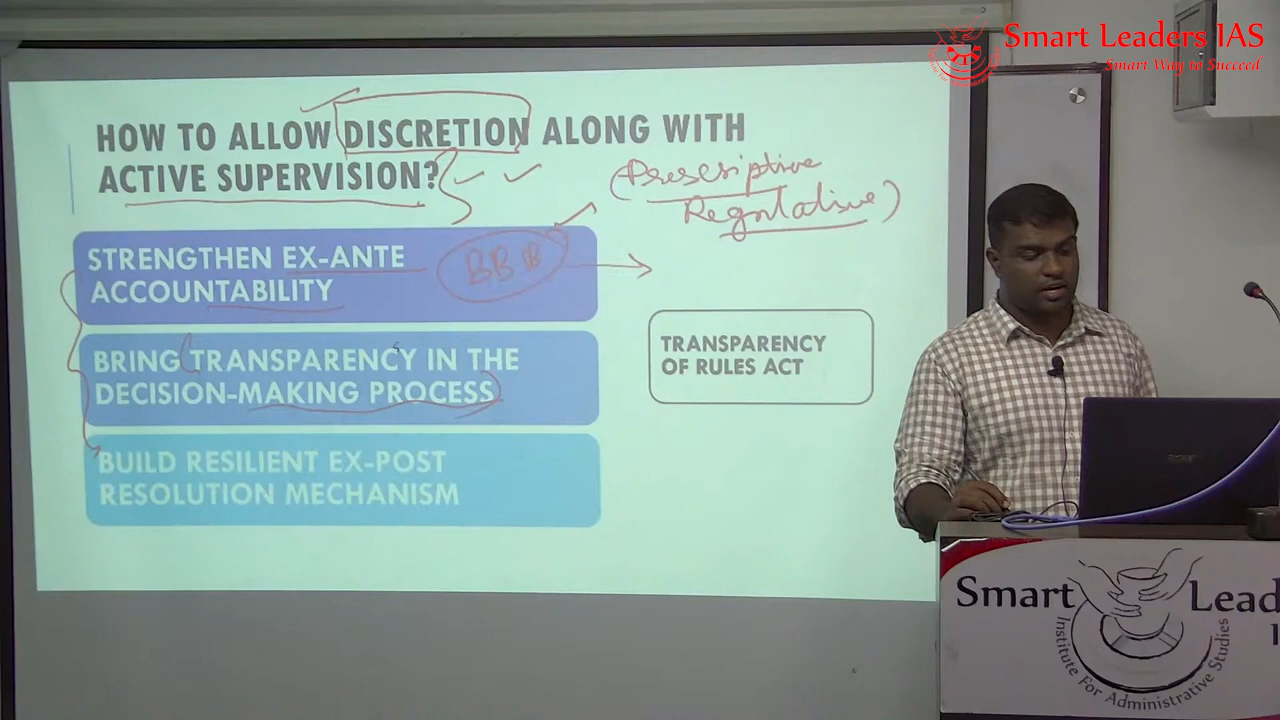 Smart Leaders IAS
Smart Way to Succeed
HOW TO ALLOW DISCRETION ALONG WITH
ACTIVE SUPERVISION?
(Prescriptive
Regulative)
STRENGTHEN EX-ANTE
ACCOUNTABILITY
BBB
BRING TRANSPARENCY IN THE
DECISION-MAKING PROCESS
TRANSPARENCY
OF RULES ACT
BUILD RESILIENT EX-POST
RESOLUTION MECHANISM
Smart Lead
Institute For Administrative Studies